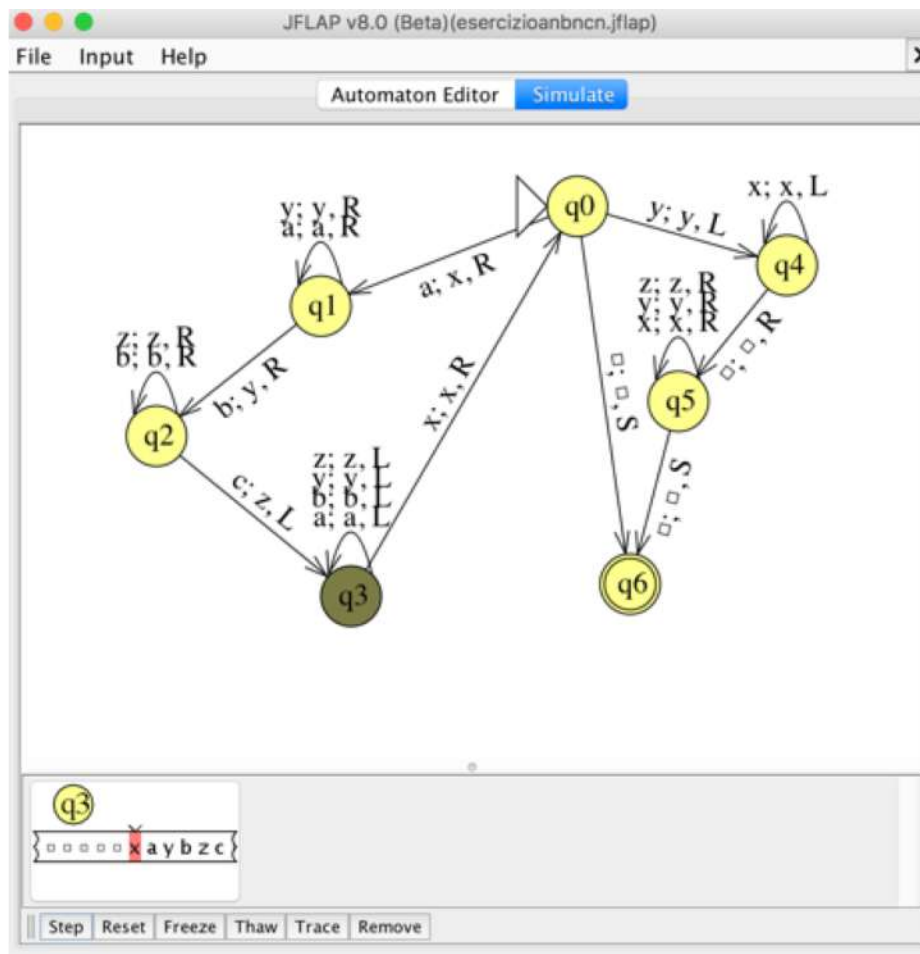 JFLAP v8.0 (Beta)(esercizioanbncn.jflap)
File Input Help
Automaton Editor Simulate
q0
y; y, L
x; x, L
q4
y; y, R
a; a, R
q1
a; x, R
z; z, R
y; y, R
x; x, R
q5
□; □, R
z; z, R
b; b, R
q2
b; y, R
x; x, R
□; □, S
□; □, S
c; z, L
z; z, L
y; y, L
b; b, L
a; a, L
q3
q6
q3
□ □ □ □ □ x a y b z c
Step Reset Freeze Thaw Trace Remove